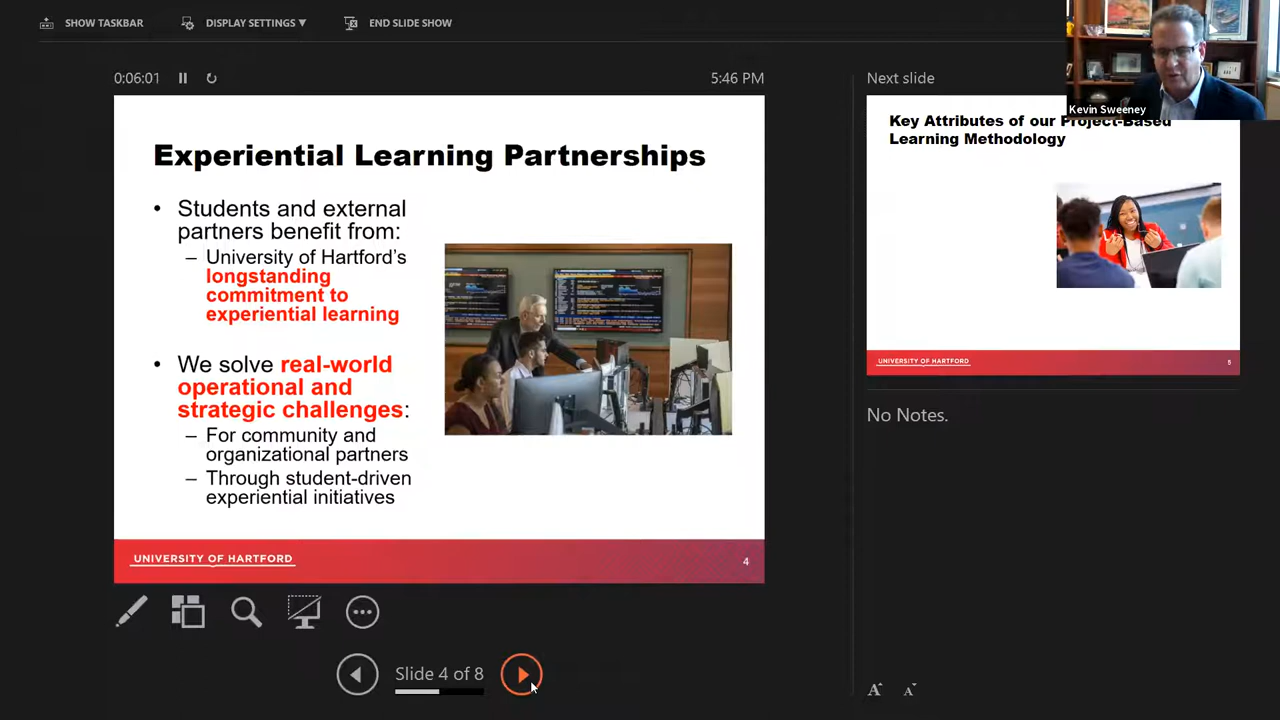 SHOW TASKBAR
DISPLAY SETTINGS ▼
END SLIDE SHOW
0:06:01
5:46 PM
Experiential Learning Partnerships
• Students and external
partners benefit from:
– University of Hartford’s
longstanding
commitment to
experiential learning
• We solve real-world
operational and
strategic challenges:
– For community and
organizational partners
– Through student-driven
experiential initiatives
UNIVERSITY OF HARTFORD
4
Slide 4 of 8
Next slide
Kevin Sweeney
Key Attributes of our Project-Based
Learning Methodology
UNIVERSITY OF HARTFORD
5
No Notes.
A A